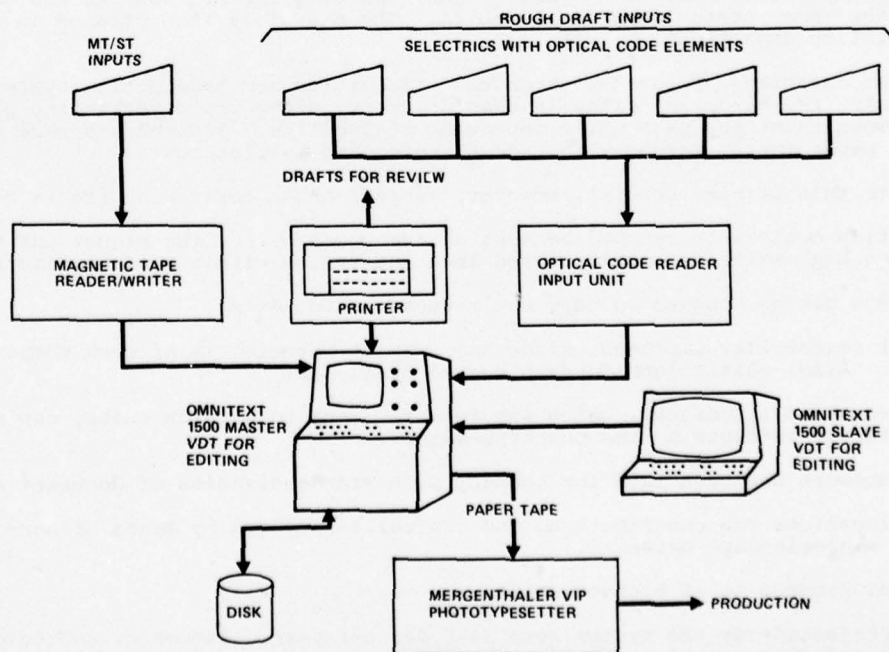 ROUGH DRAFT INPUTS
MT/ST
INPUTS
SELECTRICS WITH OPTICAL CODE ELEMENTS
DRAFTS FOR REVIEW
MAGNETIC TAPE
READER/WRITER
PRINTER
OPTICAL CODE READER
INPUT UNIT
OMNITEXT
1500 MASTER
VDT FOR
EDITING
OMNITEXT
1500 SLAVE
VDT FOR
EDITING
PAPER TAPE
DISK
MERGENTHALER VIP
PHOTOTYPESETTER
PRODUCTION